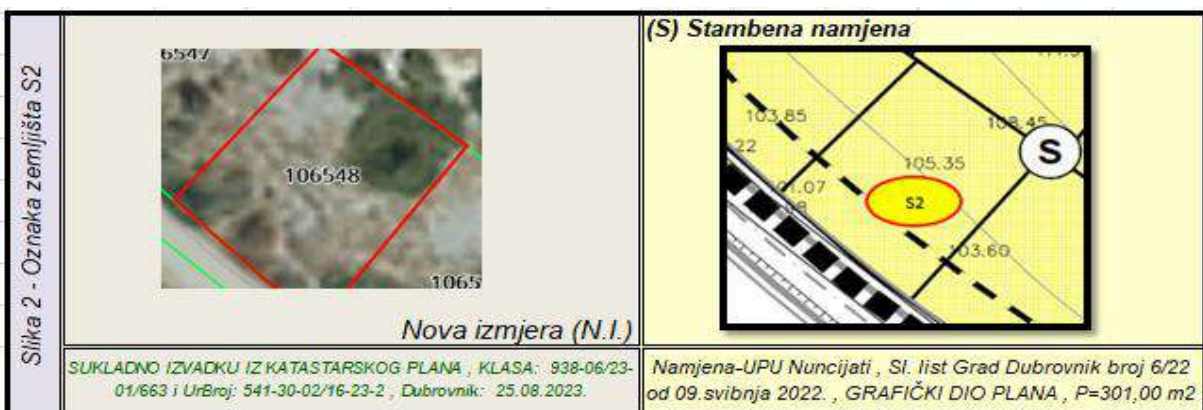 Slika 2 - Oznaka zemljišta S2
6547
106548
1065
Nova izmjera (N.I.)
SUKLADNO IZVADKU IZ KATASTARSKOG PLANA , KLASA: 938-06/23-
01/663 i UrBroj: 541-30-02/16-23-2 , Dubrovnik: 25.08.2023.
(S) Stambena namjena
103.85
108.45
22
105.35
S
01.07
S2
103.60
Namjena-UPU Nuncijati , Sl. list Grad Dubrovnik broj 6/22
od 09.svibnja 2022. , GRAFIČKI DIO PLANA , P=301,00 m2